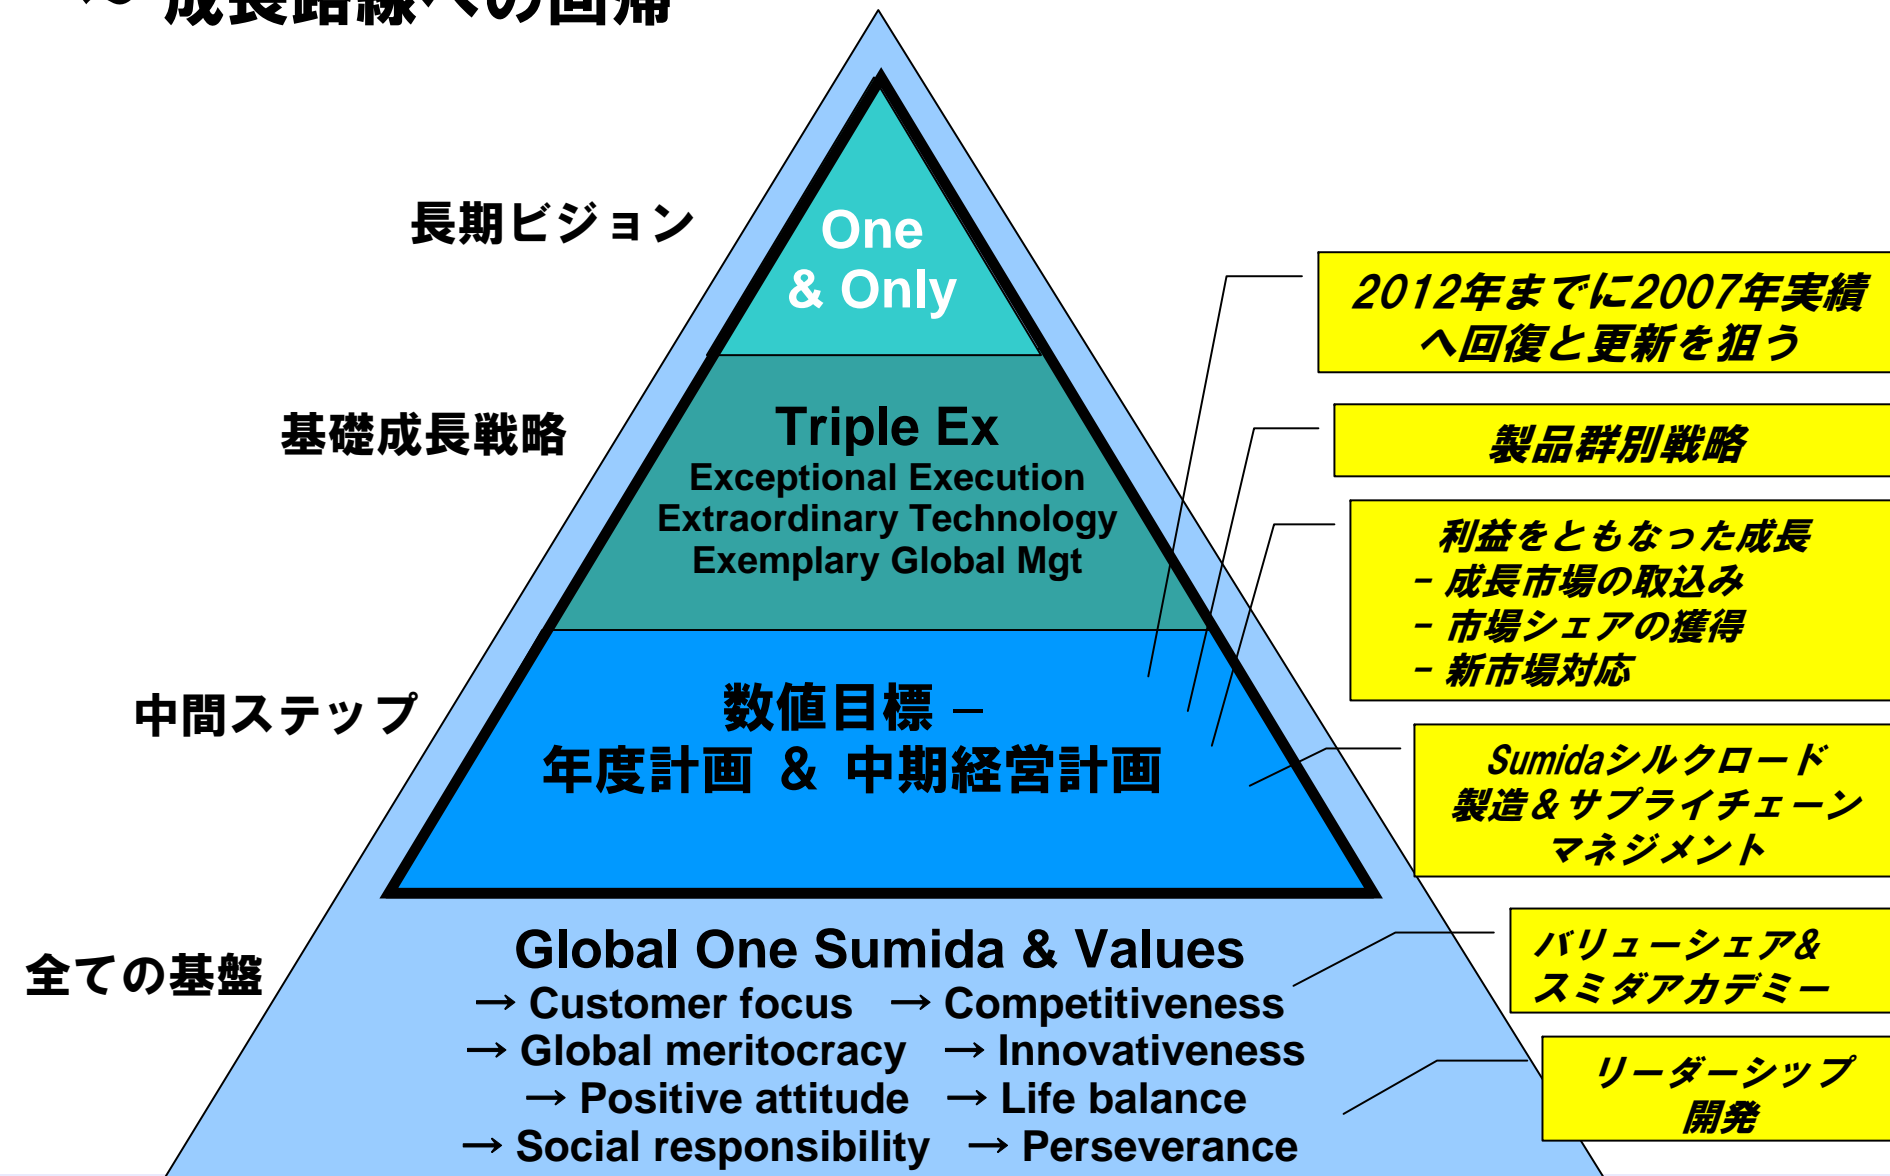 ～ 成長路線への回帰
長期ビジョン
One
& Only
基礎成長戦略
Triple Ex
Exceptional Execution
Extraordinary Technology
Exemplary Global Mgt
中間ステップ
数値目標 –
年度計画 & 中期経営計画
全ての基盤
Global One Sumida & Values
→ Customer focus → Competitiveness
→ Global meritocracy → Innovativeness
→ Positive attitude → Life balance
→ Social responsibility → Perseverance
2012年までに2007年実績
へ回復と更新を狙う
製品群別戦略
利益をともなった成長
- 成長市場の取込み
- 市場シェアの獲得
- 新市場対応
Sumidaシルクロード
製造＆サプライチェーン
マネジメント
バリューシェア&
スミダアカデミー
リーダーシップ
開発